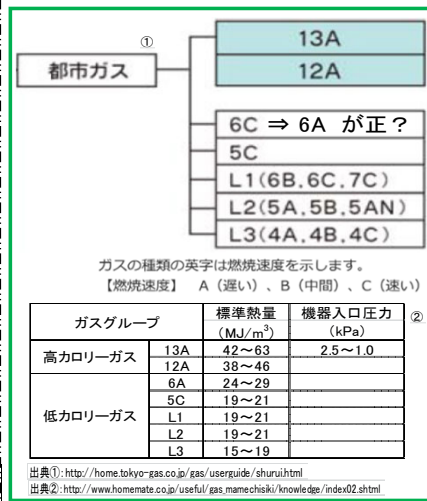 ①
都市ガス
13A
12A
6C ⇒ 6A が正？
5C
L1(6B.6C.7C)
L2(5A.5B.5AN)
L3(4A.4B.4C)
ガスの種類の英字は燃焼速度を示します。
【燃焼速度】 A（遅い）、B（中間）、C（速い）
②
ガスグループ 標準熱量 機器入口圧力
(MJ/m³) (kPa)
高カロリーガス 13A 42～63 2.5～1.0
12A 38～46
低カロリーガス 6A 24～29
5C 19～21
L1 19～21
L2 19～21
L3 15～19
出典①:http://home.tokyo-gas.co.jp/gas/userguide/shurui.html
出典②:http://www.homemate.co.jp/useful/gas_mamechisiki/knowledge/index02.shtml